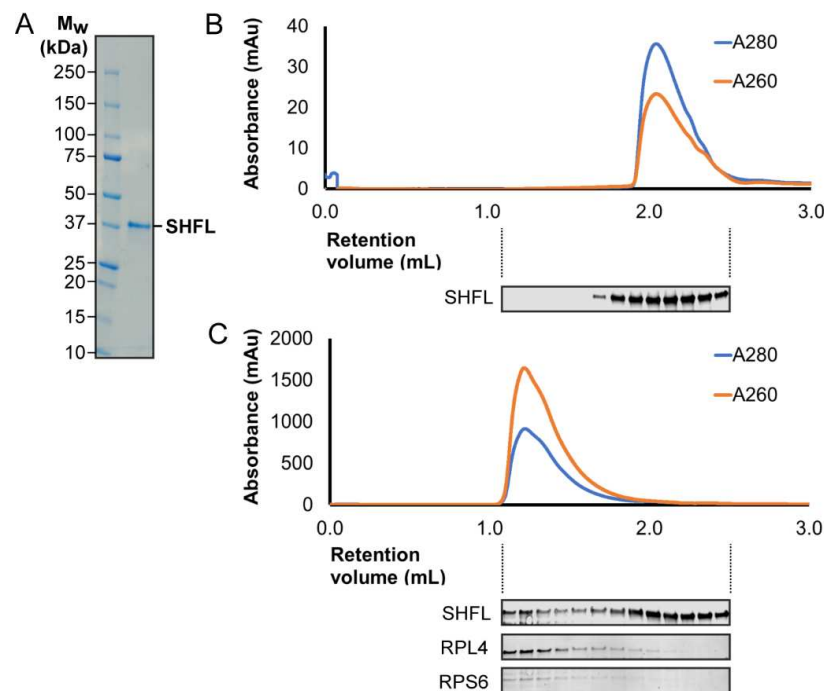 A
Mw
(kDa)
250
150
100
75
50
37
25
20
15
10
SHFL
B
Absorbance (mAu)
40
30
20
10
0
A280
A260
0.0 1.0 2.0 3.0
Retention
volume (mL)
SHFL
C
Absorbance (mAu)
2000
1500
1000
500
0
A280
A260
0.0 1.0 2.0 3.0
Retention
volume (mL)
SHFL
RPL4
RPS6